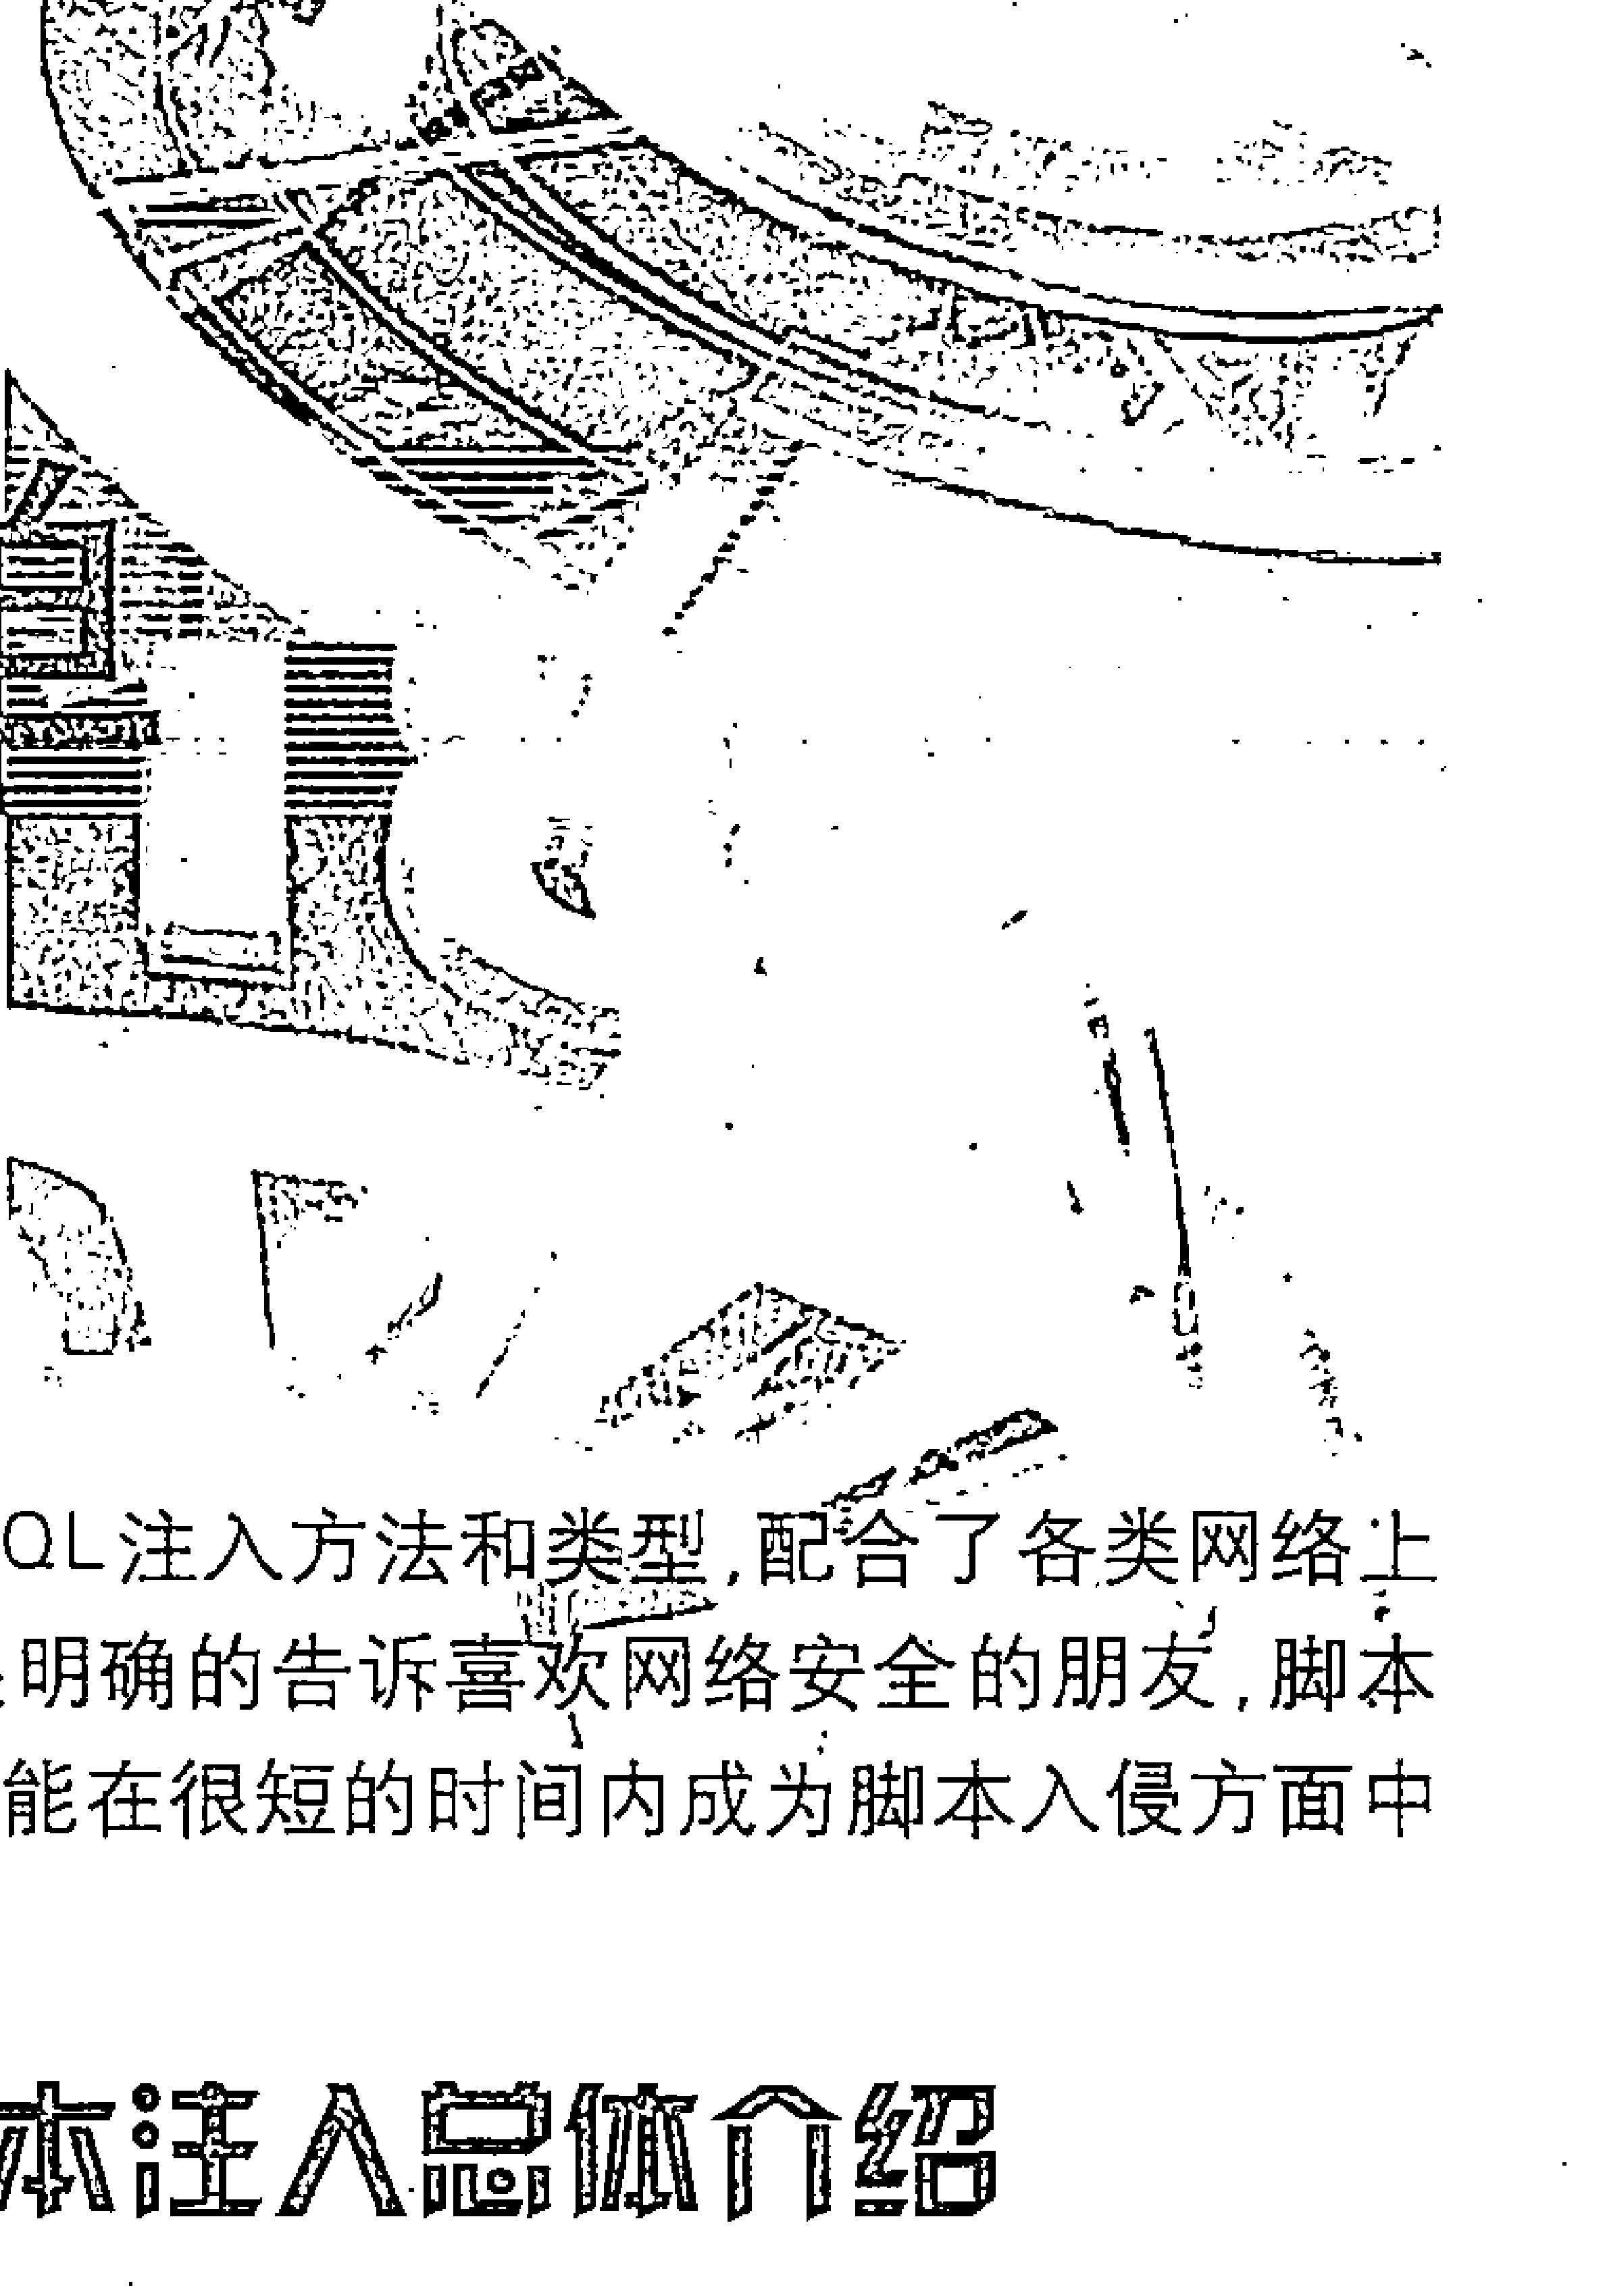 QL注入方法和类型,配合了各类网络上
明确的告诉喜欢网络安全的朋友,脚本
能在很短的时间内成为脚本入侵方面中
本注入总体介绍